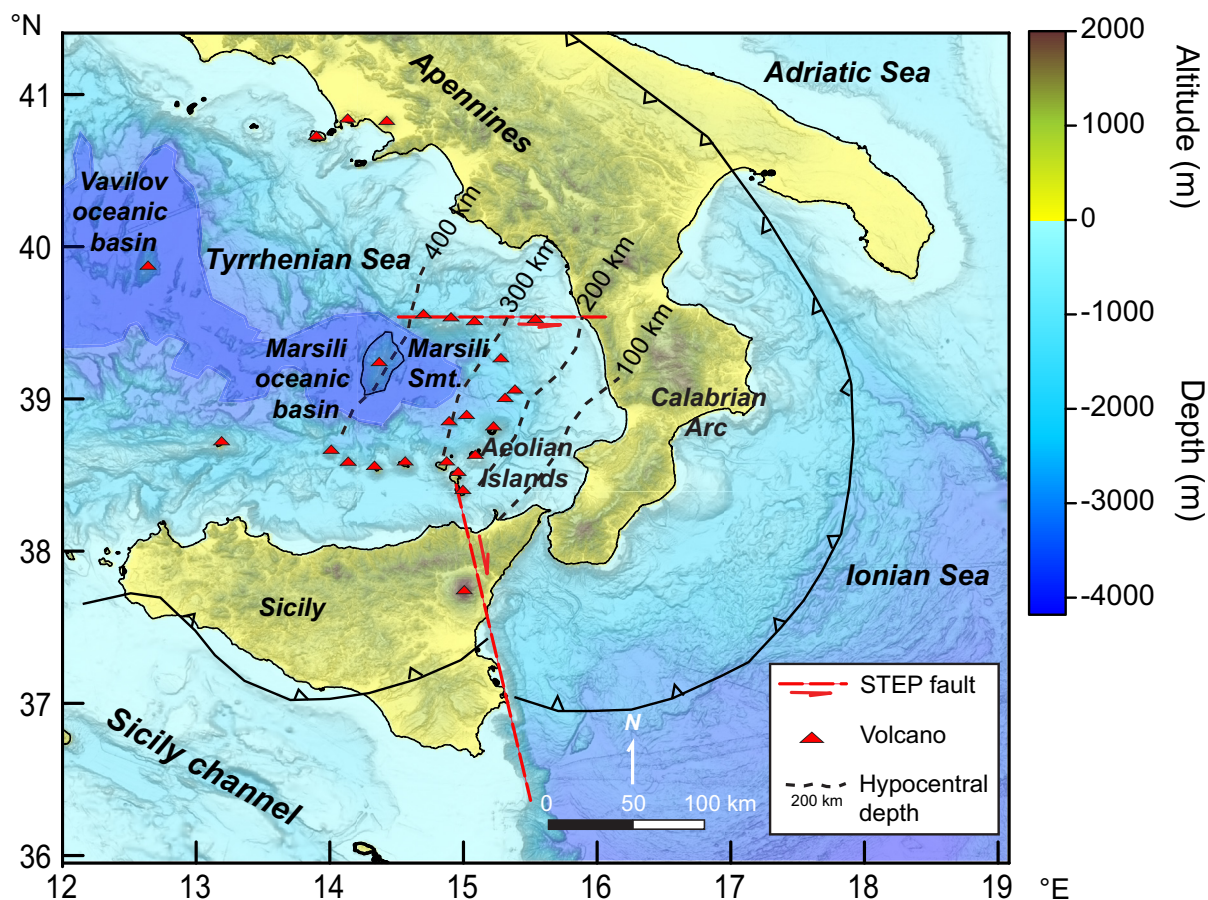 °N
41
40
39
38
37
36
12
13
14
15
16
17
18
19
°E
Adriatic Sea
Apennines
Vavilov
oceanic
basin
Tyrrhenian Sea
400 km
300 km
200 km
100 km
Marsili
oceanic
basin
Marsili
Smt.
Calabrian
Arc
Aeolian
Islands
Sicily
Ionian Sea
Sicily channel
N
0
50
100 km
STEP fault
Volcano
200 km
Hypocentral
depth
2000
1000
0
-1000
-2000
-3000
-4000
Altitude (m)
Depth (m)